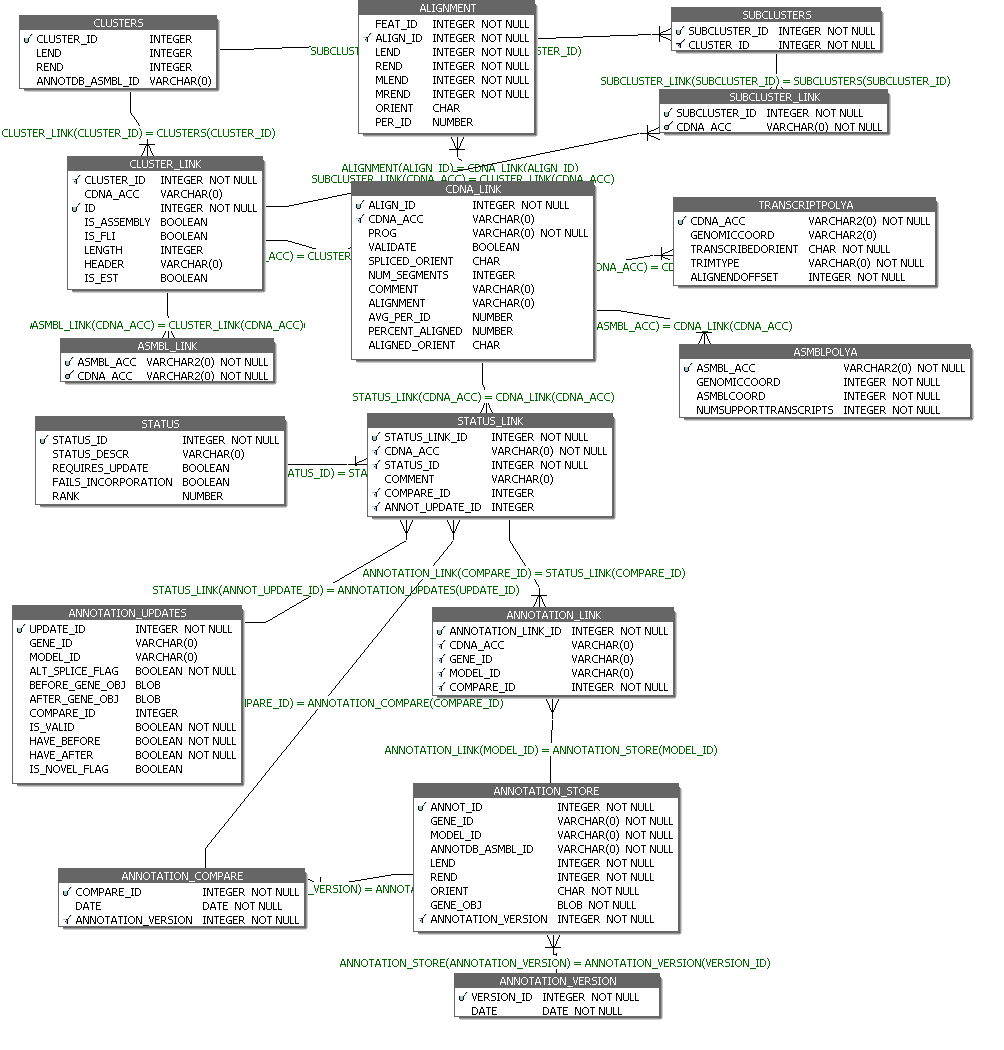 CLUSTERS
CLUSTER_ID INTEGER
LEND INTEGER
REND INTEGER
ANNOTDB_ASMBL_ID VARCHAR(0)
ALIGNMENT
FEAT_ID INTEGER NOT NULL
ALIGN_ID INTEGER NOT NULL
LEND INTEGER NOT NULL
REND INTEGER NOT NULL
MLEND INTEGER NOT NULL
MREND INTEGER NOT NULL
ORIENT CHAR
PER_ID NUMBER
SUBCLUSTERS
SUBCLUSTER_ID INTEGER NOT NULL
CLUSTER_ID INTEGER NOT NULL
SUBCLUST
TER_ID)
SUBCLUSTER_LINK(SUBCLUSTER_ID) = SUBCLUSTERS(SUBCLUSTER_ID)
SUBCLUSTER_LINK
SUBCLUSTER_ID INTEGER NOT NULL
CDNA_ACC VARCHAR(0) NOT NULL
CLUSTER_LINK(CLUSTER_ID) = CLUSTERS(CLUSTER_ID)
CLUSTER_LINK
CLUSTER_ID INTEGER NOT NULL
CDNA_ACC VARCHAR(0)
ID INTEGER NOT NULL
IS_ASSEMBLY BOOLEAN
IS_FLI BOOLEAN
LENGTH INTEGER
HEADER VARCHAR(0)
IS_EST BOOLEAN
ALIGNMENT(ALIGN_ID) = CDNA_LINK(ALIGN_ID)
SUBCLUSTER_LINK(CDNA_ACC) = CLUSTER_LINK(CDNA_ACC)
CDNA_LINK
ALIGN_ID INTEGER NOT NULL
CDNA_ACC VARCHAR(0)
PROG VARCHAR(0) NOT NULL
VALIDATE BOOLEAN
SPLICED_ORIENT CHAR
NUM_SEGMENTS INTEGER
COMMENT VARCHAR(0)
ALIGNMENT VARCHAR(0)
AVG_PER_ID NUMBER
PERCENT_ALIGNED NUMBER
ALIGNED_ORIENT CHAR
_ACC) = CLUSTER
TRANSCRIPTPOLYA
CDNA_ACC VARCHAR2(0) NOT NULL
GENOMICCOORD VARCHAR2(0)
TRANSCRIBEDORIENT CHAR NOT NULL
TRIMTYPE VARCHAR2(0)
ALIGNENDOFFSET INTEGER NOT NULL
DNA_ACC) = CD
ASMBL_LINK(CDNA_ACC) = CLUSTER_LINK(CDNA_ACC)
ASMBL_ACC) = CDNA_LINK(CDNA_ACC)
ASMBL_LINK
ASMBL_ACC VARCHAR2(0) NOT NULL
CDNA_ACC VARCHAR2(0) NOT NULL
ASMBLPOLYA
ASMBL_ACC VARCHAR2(0) NOT NULL
GENOMICCOORD INTEGER NOT NULL
ASMBLCOORD INTEGER NOT NULL
NUMSUPPORTTRANSCRIPTS INTEGER NOT NULL
STATUS_LINK(CDNA_ACC) = CDNA_LINK(CDNA_ACC)
STATUS
STATUS_ID INTEGER NOT NULL
STATUS_DESCR VARCHAR(0)
REQUIRES_UPDATE BOOLEAN
FAILS_INCORPORATION BOOLEAN
RANK NUMBER
ATUS_ID) = STA
STATUS_LINK
STATUS_LINK_ID INTEGER NOT NULL
CDNA_ACC VARCHAR(0) NOT NULL
STATUS_ID INTEGER NOT NULL
COMMENT VARCHAR(0)
COMPARE_ID INTEGER
ANNOT_UPDATE_ID INTEGER
ANNOTATION_LINK(COMPARE_ID) = STATUS_LINK(COMPARE_ID)
STATUS_LINK(ANNOT_UPDATE_ID) = ANNOTATION_UPDATES(UPDATE_ID)
ANNOTATION_UPDATES
UPDATE_ID INTEGER NOT NULL
GENE_ID VARCHAR(0)
MODEL_ID VARCHAR(0)
ALT_SPLICE_FLAG BOOLEAN NOT NULL
BEFORE_GENE_OBJ BLOB
AFTER_GENE_OBJ BLOB
COMPARE_ID INTEGER
IS_VALID BOOLEAN NOT NULL
HAVE_BEFORE BOOLEAN NOT NULL
HAVE_AFTER BOOLEAN NOT NULL
IS_NOVEL_FLAG BOOLEAN
ANNOTATION_LINK
ANNOTATION_LINK_ID INTEGER NOT NULL
CDNA_ACC VARCHAR(0)
GENE_ID VARCHAR(0)
MODEL_ID VARCHAR(0)
COMPARE_ID INTEGER NOT NULL
MPARE_ID) = ANNOTATION_COMPARE(COMPARE_ID)
ANNOTATION_LINK(MODEL_ID) = ANNOTATION_STORE(MODEL_ID)
ANNOTATION_STORE
ANNOT_ID INTEGER NOT NULL
GENE_ID VARCHAR(0) NOT NULL
MODEL_ID VARCHAR(0) NOT NULL
ANNOTDB_ASMBL_ID VARCHAR(0) NOT NULL
LEND INTEGER NOT NULL
REND INTEGER NOT NULL
ORIENT CHAR NOT NULL
GENE_OBJ BLOB NOT NULL
ANNOTATION_VERSION INTEGER NOT NULL
ANNOTATION_COMPARE
COMPARE_ID INTEGER NOT NULL
DATE DATE NOT NULL
ANNOTATION_VERSION INTEGER NOT NULL
_VERSION) = ANNOTA
ANNOTATION_STORE(ANNOTATION_VERSION) = ANNOTATION_VERSION(VERSION_ID)
ANNOTATION_VERSION
VERSION_ID INTEGER NOT NULL
DATE DATE NOT NULL